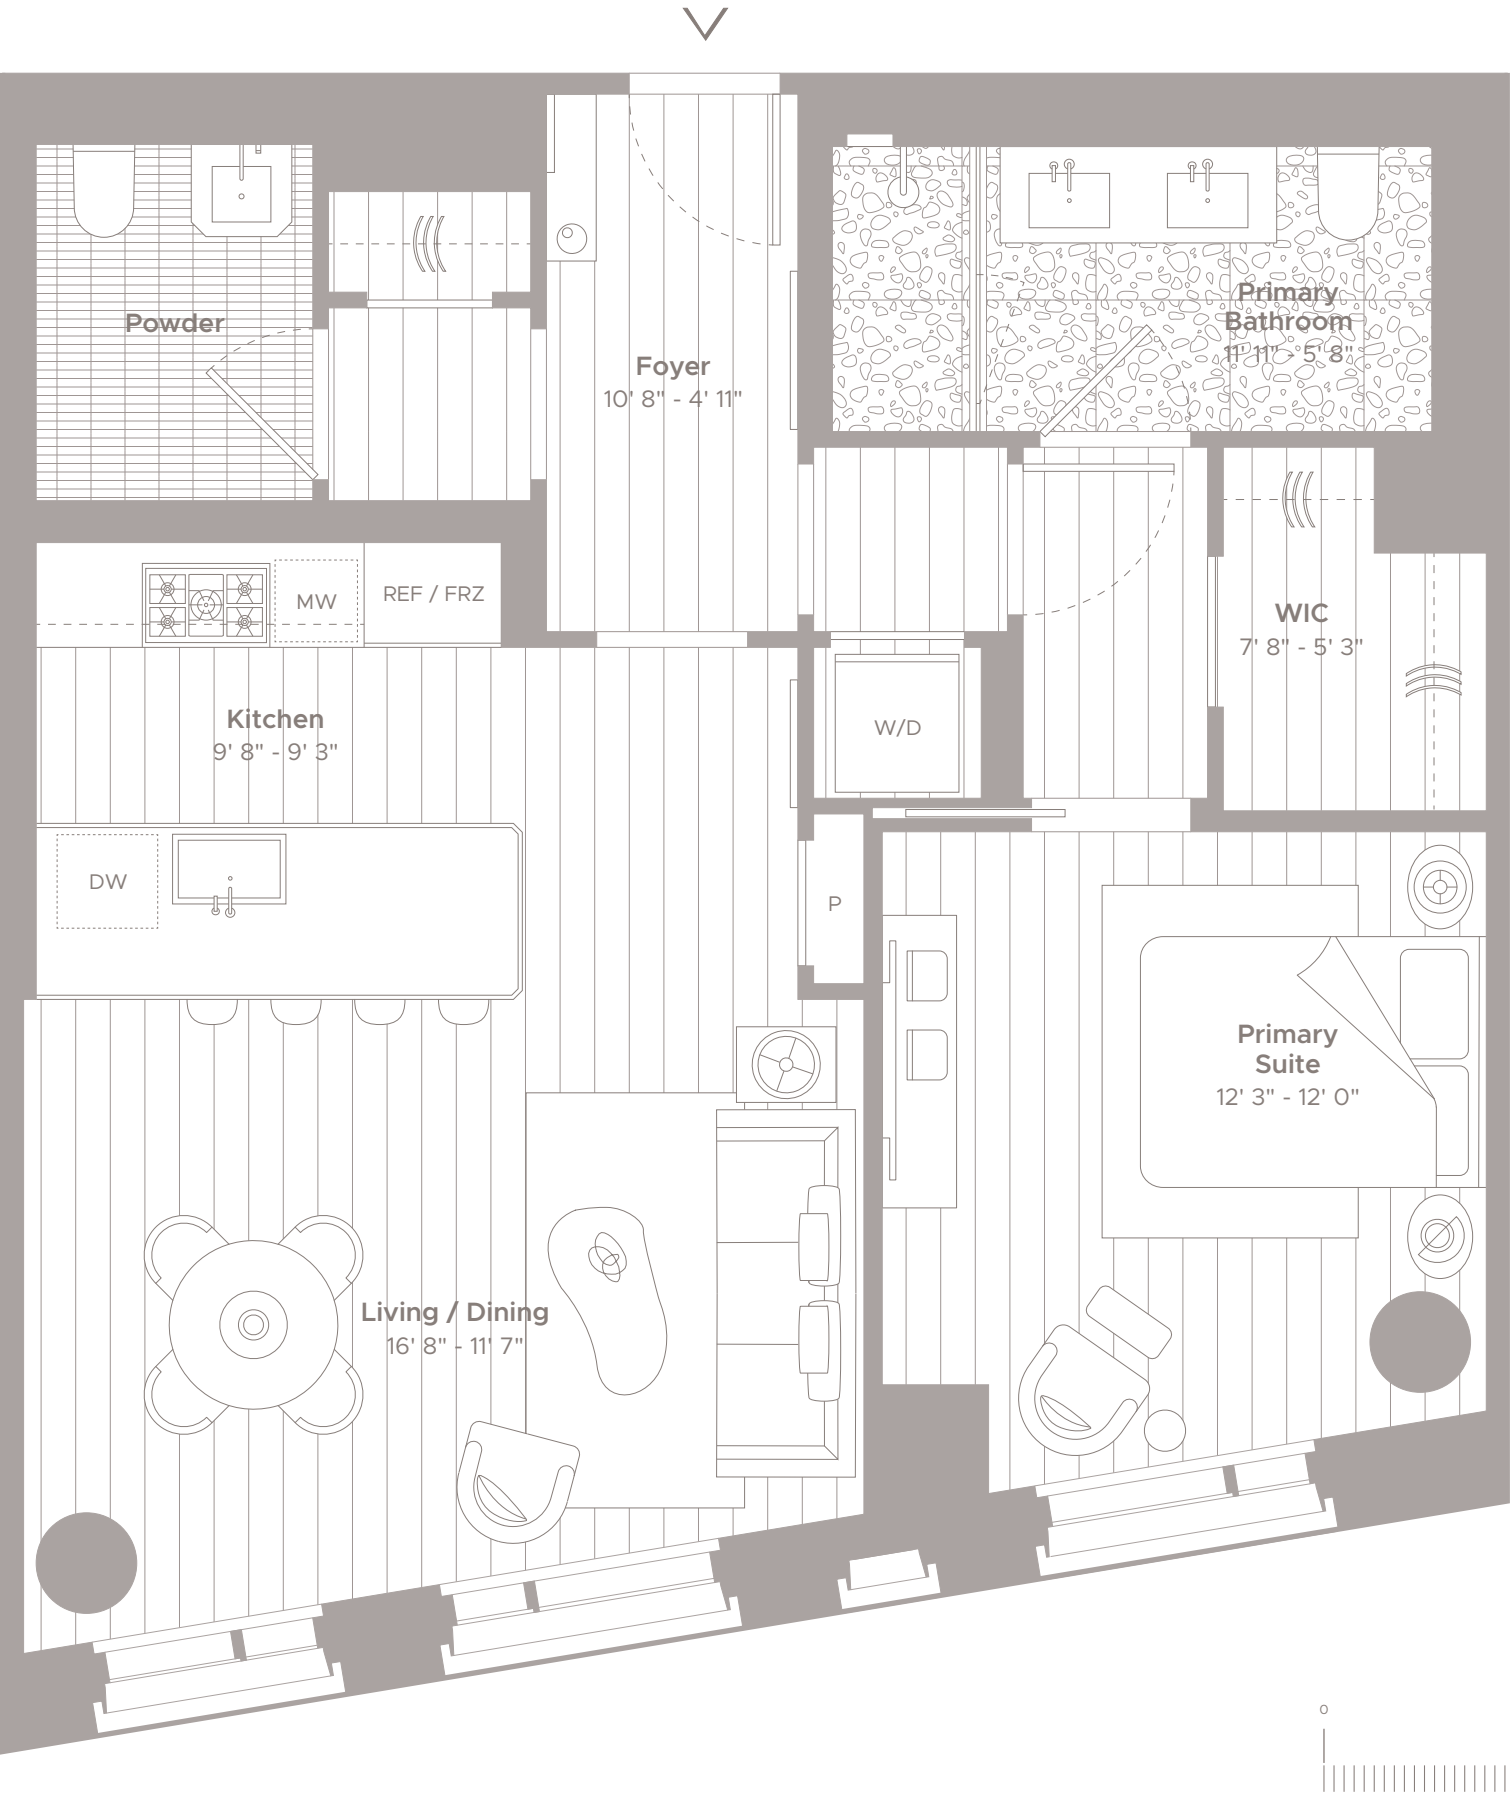 Powder
Foyer
10' 8" - 4' 11"
Primary
Bathroom
11' 11" - 5' 8"
MW
REF / FRZ
WIC
7' 8" - 5' 3"
Kitchen
9' 8" - 9' 3"
W/D
DW
P
Primary
Suite
12' 3" - 12' 0"
Living / Dining
16' 8" - 11' 7"
0